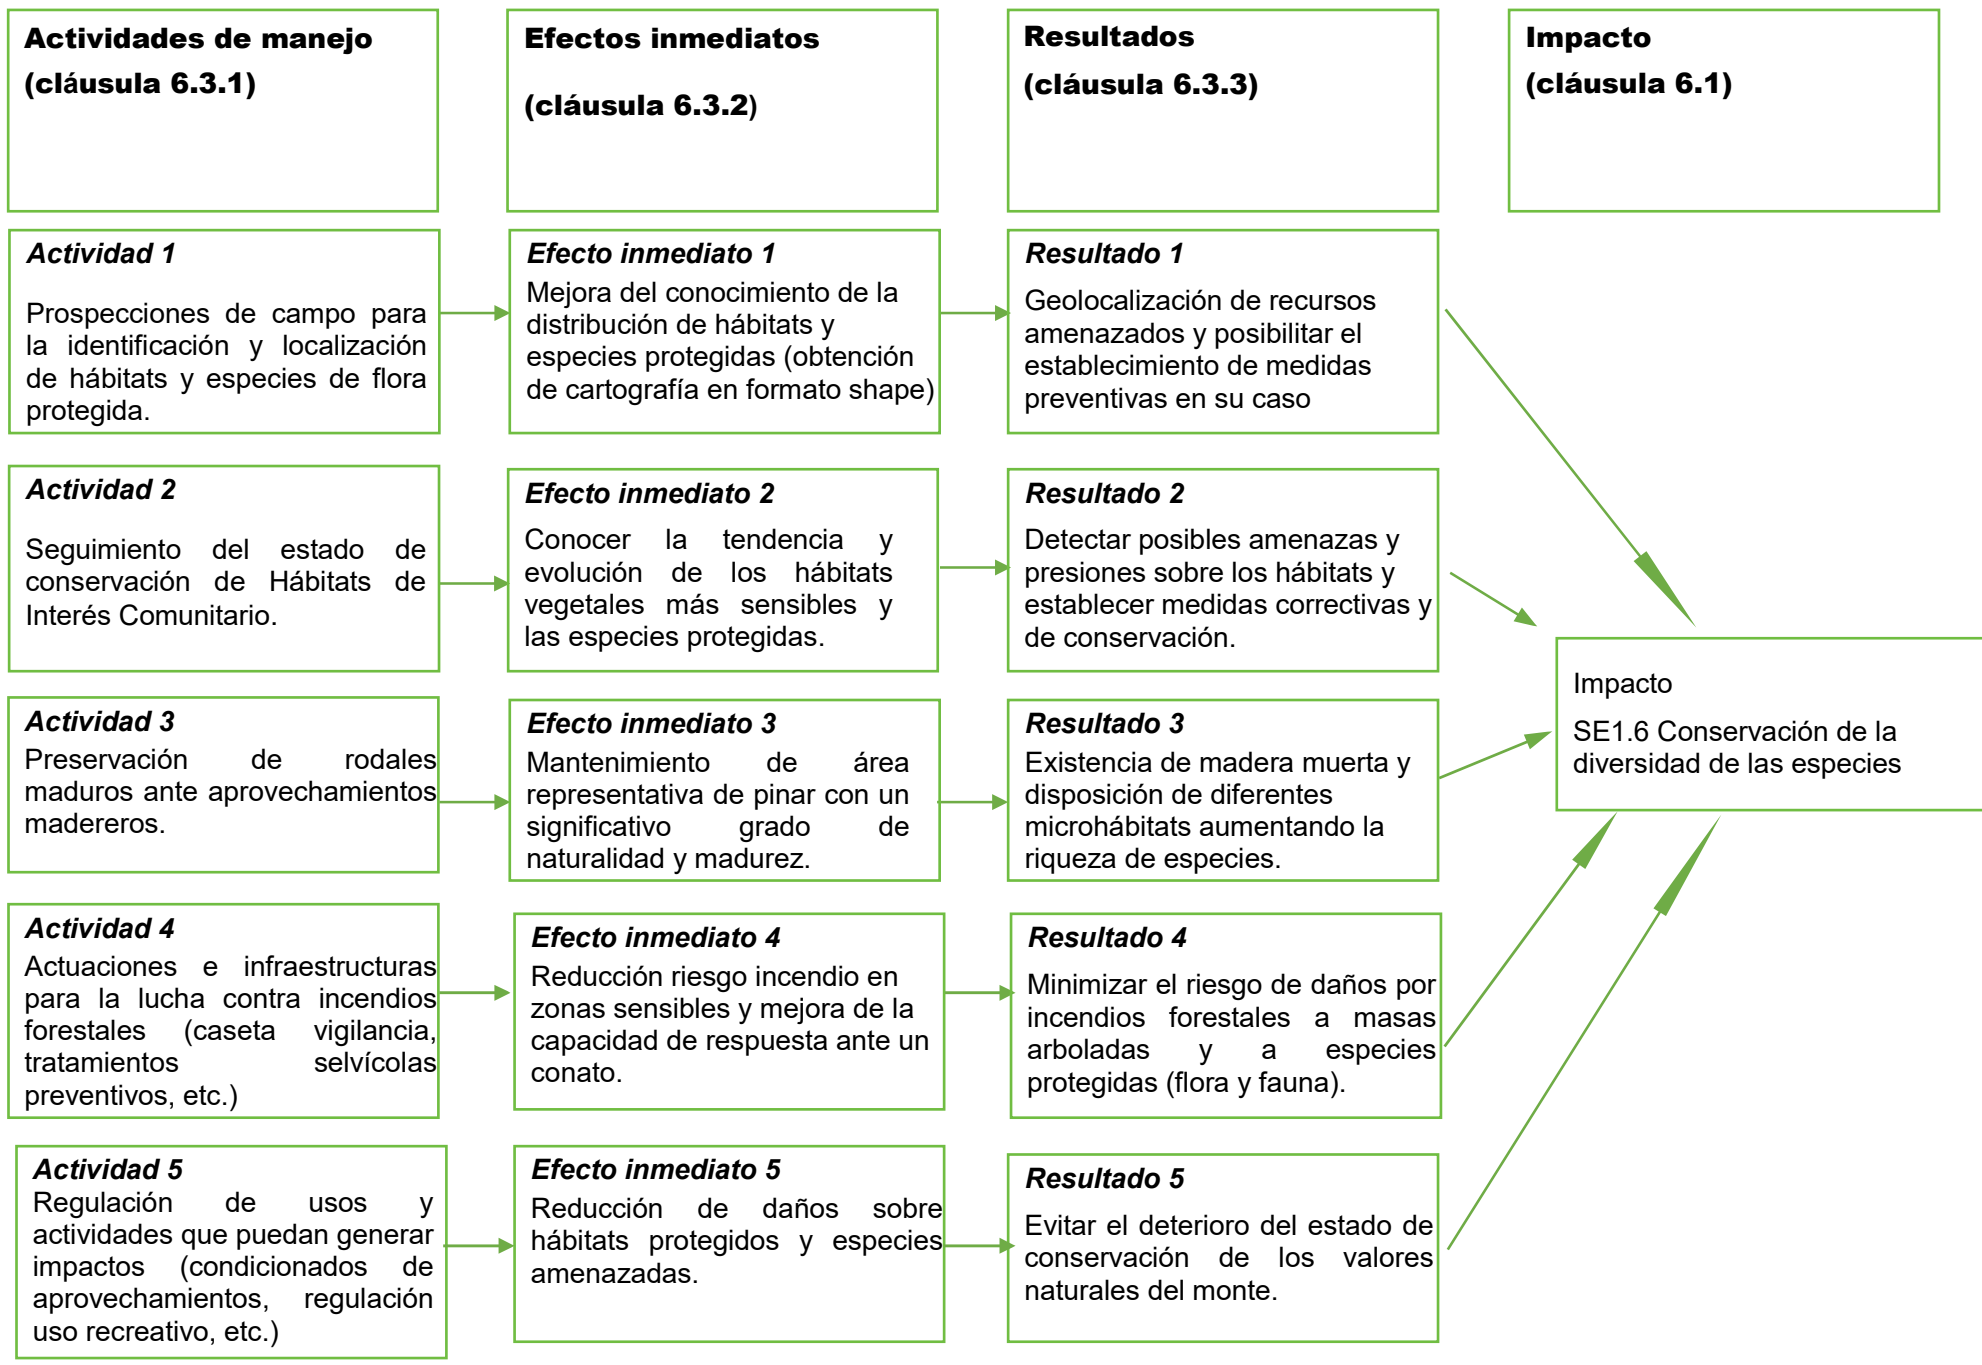 Actividades de manejo
(cláusula 6.3.1)
Efectos inmediatos
(cláusula 6.3.2)
Resultados
(cláusula 6.3.3)
Impacto
(cláusula 6.1)
Actividad 1
Prospecciones de campo para
la identificación y localización
de hábitats y especies de flora
protegida.
Efecto inmediato 1
Mejora del conocimiento de la
distribución de hábitats y
especies protegidas (obtención
de cartografía en formato shape)
Resultado 1
Geolocalización de recursos
amenazados y posibilitar el
establecimiento de medidas
preventivas en su caso
Actividad 2
Seguimiento del estado de
conservación de Hábitats de
Interés Comunitario.
Efecto inmediato 2
Conocer la tendencia y
evolución de los hábitats
vegetales más sensibles y
las especies protegidas.
Resultado 2
Detectar posibles amenazas y
presiones sobre los hábitats y
establecer medidas correctivas y
de conservación.
Impacto
SE1.6 Conservación de la
diversidad de las especies
Actividad 3
Preservación de rodales
maduros ante aprovechamientos
madereros.
Efecto inmediato 3
Mantenimiento de área
representativa de pinar con un
significativo grado de
naturalidad y madurez.
Resultado 3
Existencia de madera muerta y
disposición de diferentes
microhábitats aumentando la
riqueza de especies.
Actividad 4
Actuaciones e infraestructuras
para la lucha contra incendios
forestales (caseta vigilancia,
tratamientos selvícolas
preventivos, etc.)
Efecto inmediato 4
Reducción riesgo incendio en
zonas sensibles y mejora de la
capacidad de respuesta ante un
conato.
Resultado 4
Minimizar el riesgo de daños por
incendios forestales a masas
arboladas y a especies
protegidas (flora y fauna).
Actividad 5
Regulación de usos y
actividades que puedan generar
impactos (condicionados de
aprovechamientos, regulación
uso recreativo, etc.)
Efecto inmediato 5
Reducción de daños sobre
hábitats protegidos y especies
amenazadas.
Resultado 5
Evitar el deterioro del estado de
conservación de los valores
naturales del monte.